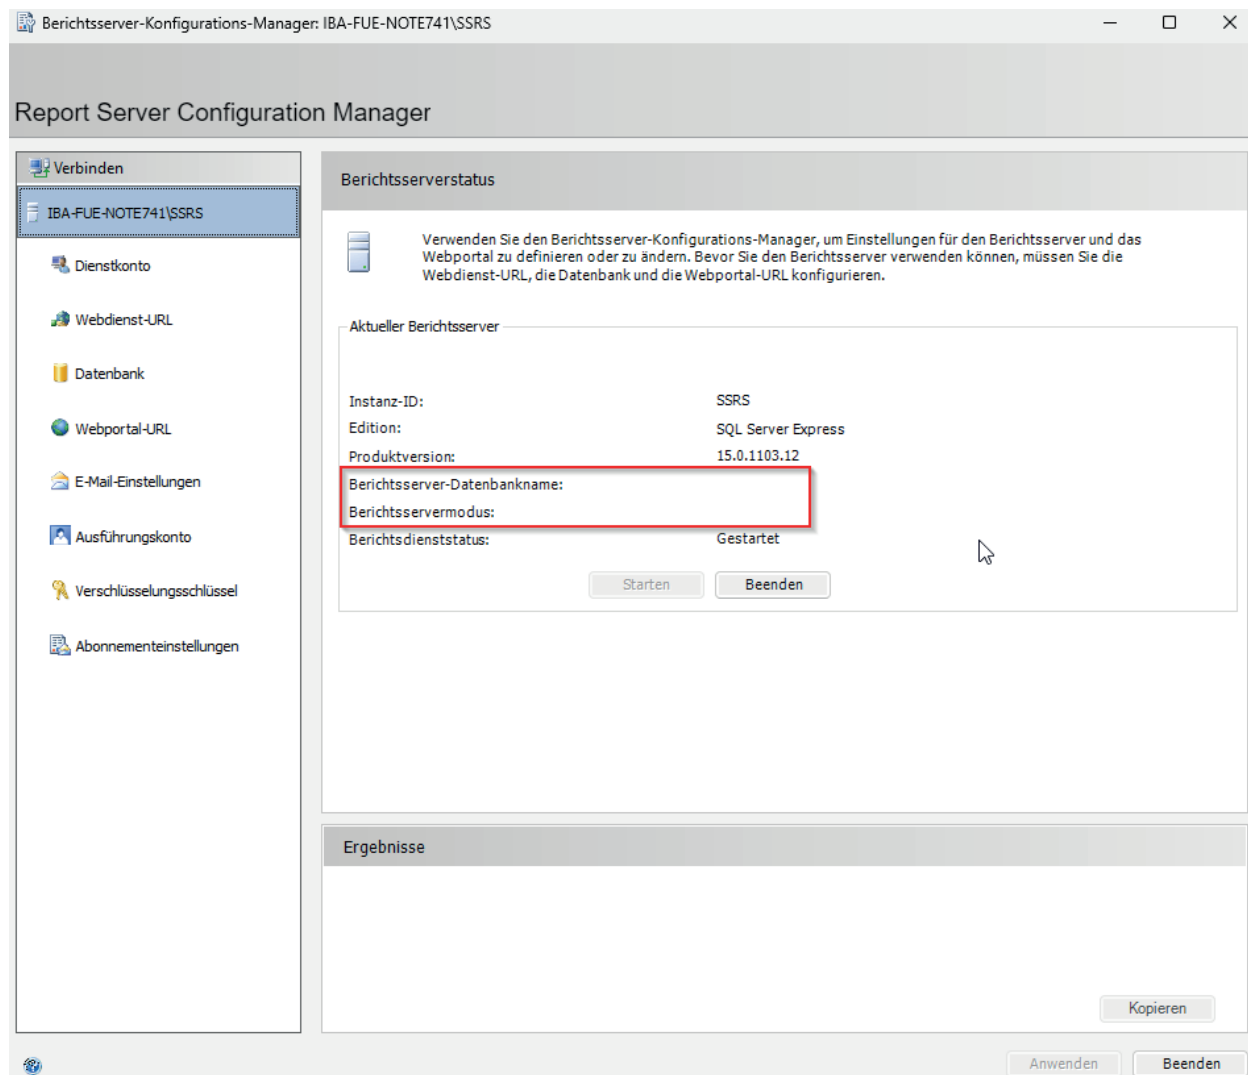 Berichtsserver-Konfigurations-Manager: IBA-FUE-NOTE741\SSRS
Report Server Configuration Manager
Verbinden
IBA-FUE-NOTE741\SSRS
Dienstkonto
Webdienst-URL
Datenbank
Webportal-URL
E-Mail-Einstellungen
Ausführungskonto
Verschlüsselungsschlüssel
Abonnementeinstellungen
Berichtsserverstatus
Verwenden Sie den Berichtsserver-Konfigurations-Manager, um Einstellungen für den Berichtsserver und das
Webportal zu definieren oder zu ändern. Bevor Sie den Berichtsserver verwenden können, müssen Sie die
Webdienst-URL, die Datenbank und die Webportal-URL konfigurieren.
Aktueller Berichtsserver
Instanz-ID: SSRS
Edition: SQL Server Express
Produktversion: 15.0.1103.12
Berichtsserver-Datenbankname:
Berichtsservermodus:
Berichtsdienststatus: Gestartet
Starten Beenden
Ergebnisse
Kopieren
Anwenden Beenden